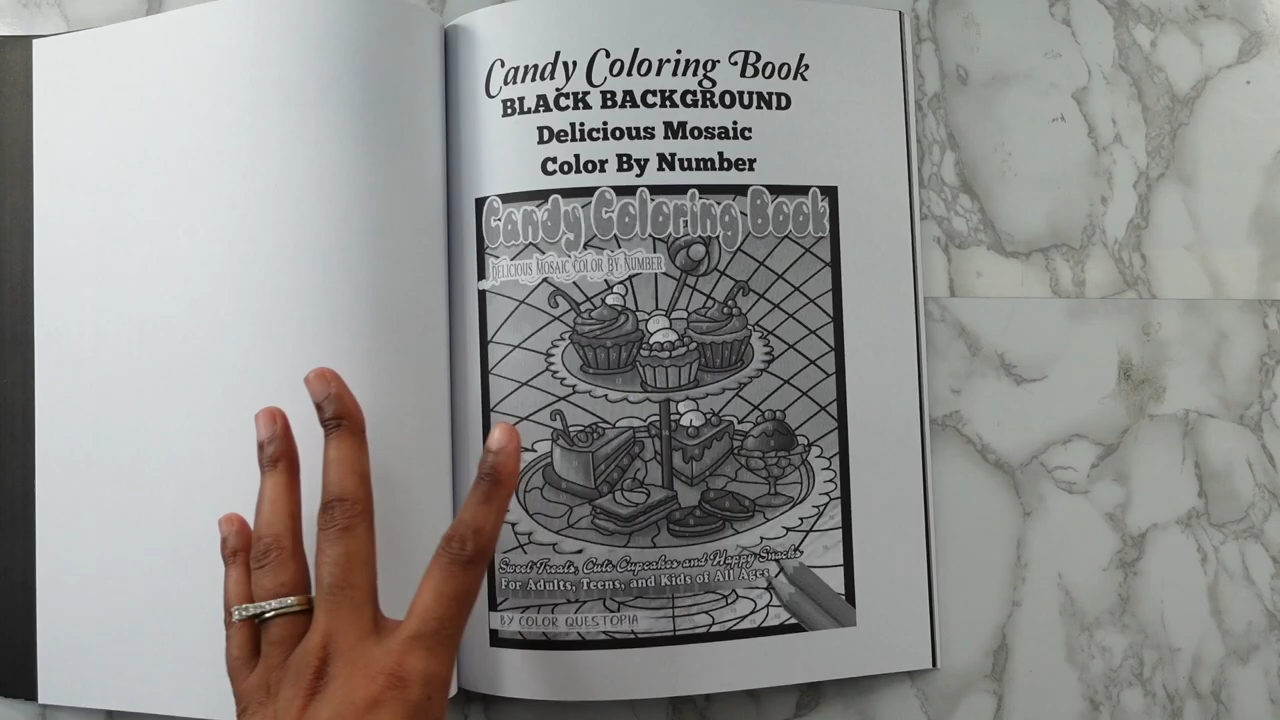 Candy Coloring Book
BLACK BACKGROUND
Delicious Mosaic
Color By Number
Candy Coloring Book
DELICIOUS MOSAIC COLOR BY NUMBER
Sweet Treats, Cute Cupcakes and Happy Snacks
For Adults, Teens, and Kids of All Ages
BY COLOR QUESTOPIA